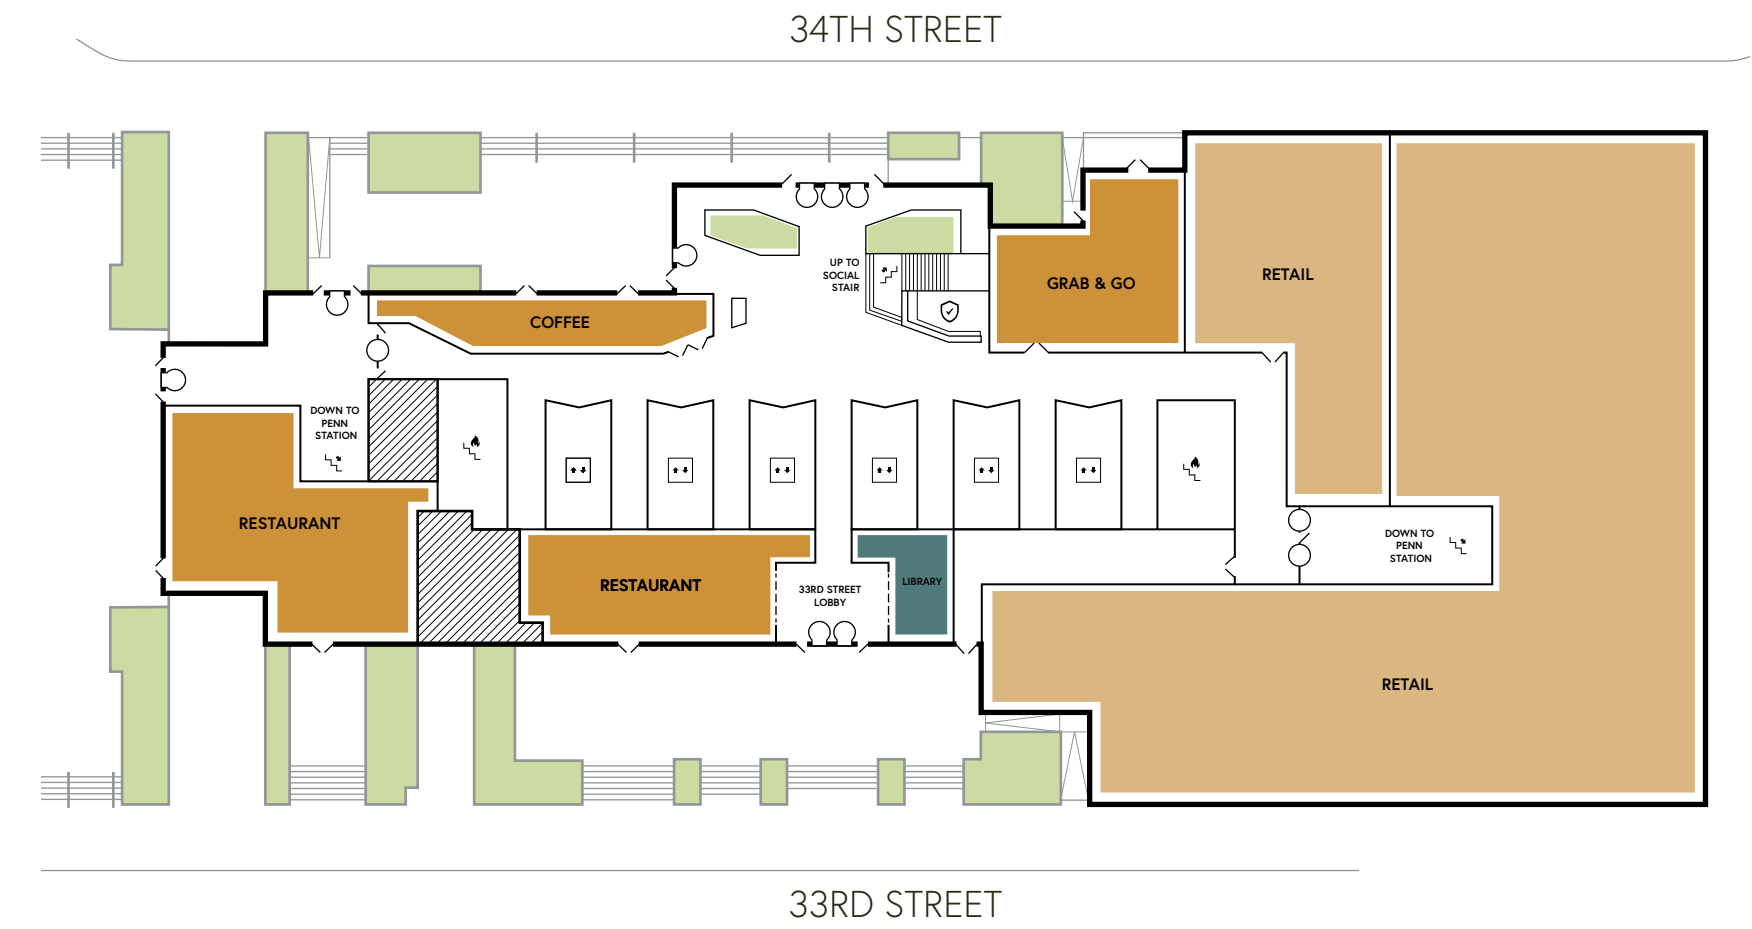 34TH STREET
UP TO
SOCIAL
STAIR
GRAB & GO
RETAIL
COFFEE
DOWN TO
PENN
STATION
RESTAURANT
RESTAURANT
33RD STREET
LOBBY
LIBRARY
DOWN TO
PENN
STATION
RETAIL
33RD STREET